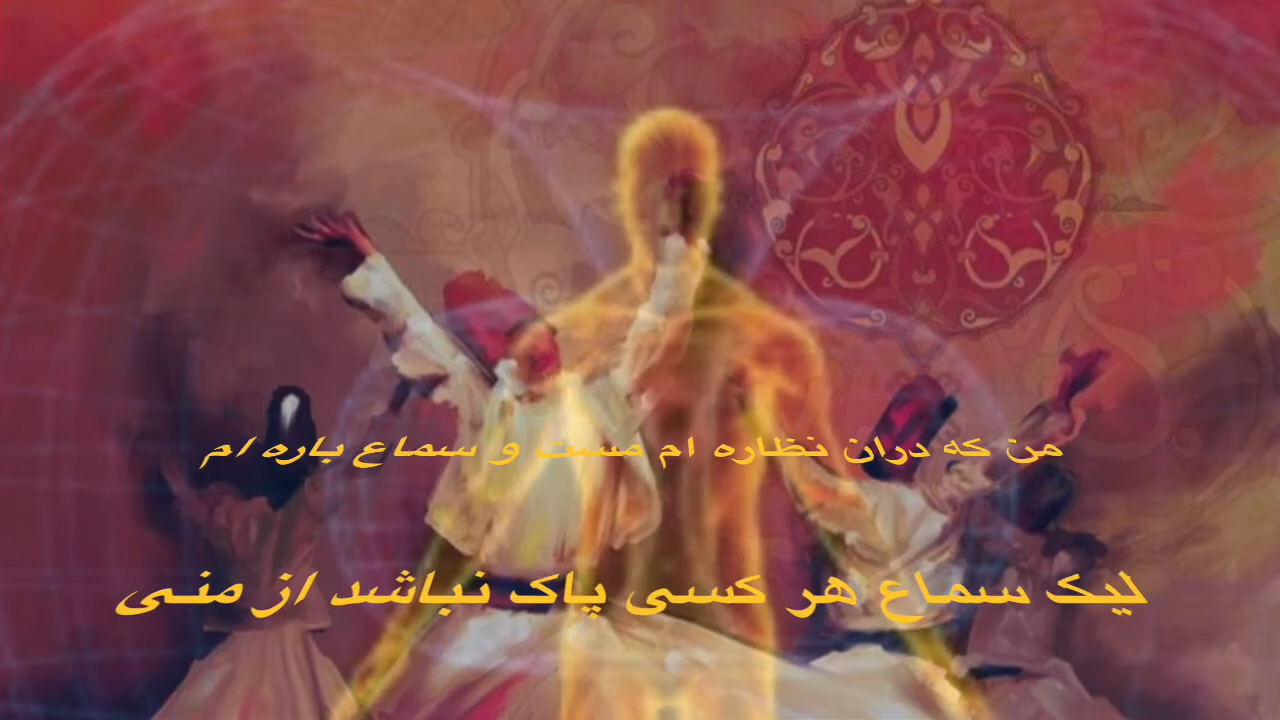 من که دران نظاره ام مست و سماع باره ام
لیک سماع هر کسی پاک نباشد از منی